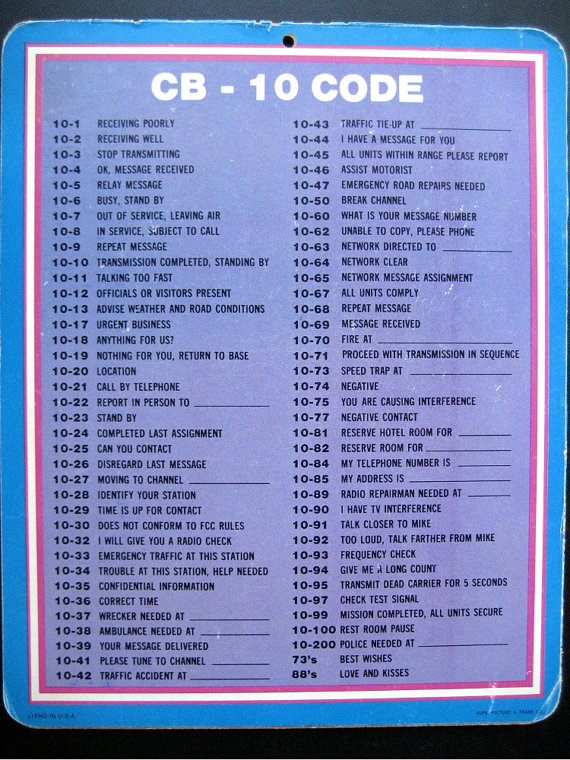 CB - 10 CODE
10-1 RECEIVING POORLY
10-2 RECEIVING WELL
10-3 STOP TRANSMITTING
10-4 OK, MESSAGE RECEIVED
10-5 RELAY MESSAGE
10-6 BUSY, STAND BY
10-7 OUT OF SERVICE, LEAVING AIR
10-8 IN SERVICE, SUBJECT TO CALL
10-9 REPEAT MESSAGE
10-10 TRANSMISSION COMPLETED, STANDING BY
10-11 TALKING TOO FAST
10-12 OFFICIALS OR VISITORS PRESENT
10-13 ADVISE WEATHER AND ROAD CONDITIONS
10-17 URGENT BUSINESS
10-18 ANYTHING FOR US?
10-19 NOTHING FOR YOU, RETURN TO BASE
10-20 LOCATION
10-21 CALL BY TELEPHONE
10-22 REPORT IN PERSON TO
10-23 STAND BY
10-24 COMPLETED LAST ASSIGNMENT
10-25 CAN YOU CONTACT
10-26 DISREGARD LAST MESSAGE
10-27 MOVING TO CHANNEL
10-28 IDENTIFY YOUR STATION
10-29 TIME IS UP FOR CONTACT
10-30 DOES NOT CONFORM TO FCC RULES
10-32 I WILL GIVE YOU A RADIO CHECK
10-33 EMERGENCY TRAFFIC AT THIS STATION
10-34 TROUBLE AT THIS STATION, HELP NEEDED
10-35 CONFIDENTIAL INFORMATION
10-36 CORRECT TIME
10-37 WRECKER NEEDED AT
10-38 AMBULANCE NEEDED AT
10-39 YOUR MESSAGE DELIVERED
10-41 PLEASE TUNE TO CHANNEL
10-42 TRAFFIC ACCIDENT AT
10-43 TRAFFIC TIE-UP AT
10-44 I HAVE A MESSAGE FOR YOU
10-45 ALL UNITS WITHIN RANGE PLEASE REPORT
10-46 ASSIST MOTORIST
10-47 EMERGENCY ROAD REPAIRS NEEDED
10-50 BREAK CHANNEL
10-60 WHAT IS YOUR MESSAGE NUMBER
10-62 UNABLE TO COPY, PLEASE PHONE
10-63 NETWORK DIRECTED TO
10-64 NETWORK CLEAR
10-65 NETWORK MESSAGE ASSIGNMENT
10-67 ALL UNITS COMPLY
10-68 REPEAT MESSAGE
10-69 MESSAGE RECEIVED
10-70 FIRE AT
10-71 PROCEED WITH TRANSMISSION IN SEQUENCE
10-73 SPEED TRAP AT
10-74 NEGATIVE
10-75 YOU ARE CAUSING INTERFERENCE
10-77 NEGATIVE CONTACT
10-81 RESERVE HOTEL ROOM FOR
10-82 RESERVE ROOM FOR
10-84 MY TELEPHONE NUMBER IS
10-85 MY ADDRESS IS
10-89 RADIO REPAIRMAN NEEDED AT
10-90 I HAVE TV INTERFERENCE
10-91 TALK CLOSER TO MIKE
10-92 TOO LOUD, TALK FARTHER FROM MIKE
10-93 FREQUENCY CHECK
10-94 GIVE ME A LONG COUNT
10-95 TRANSMIT DEAD CARRIER FOR 5 SECONDS
10-97 CHECK TEST SIGNAL
10-99 MISSION COMPLETED, ALL UNITS SECURE
10-100 REST ROOM PAUSE
10-200 POLICE NEEDED AT
73's BEST WISHES
88's LOVE AND KISSES
LITHO IN U.S.A.